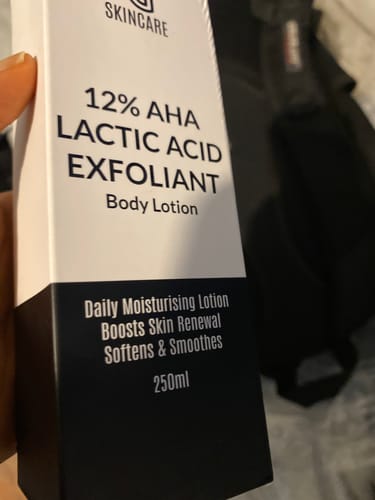 SKINCARE
12% AHA
LACTIC ACID
EXFOLIANT
Body Lotion
Daily Moisturising Lotion
Boosts Skin Renewal
Softens & Smoothes
250ml